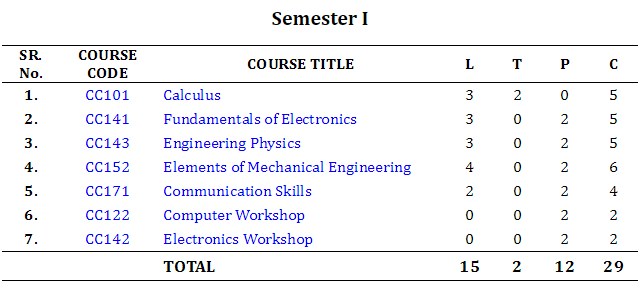 Semester I
SR. No. COURSE CODE COURSE TITLE L T P C
1. CC101 Calculus 3 2 0 5
2. CC141 Fundamentals of Electronics 3 0 2 5
3. CC143 Engineering Physics 3 0 2 5
4. CC152 Elements of Mechanical Engineering 4 0 2 6
5. CC171 Communication Skills 2 0 2 4
6. CC122 Computer Workshop 0 0 2 2
7. CC142 Electronics Workshop 0 0 2 2
TOTAL 15 2 12 29